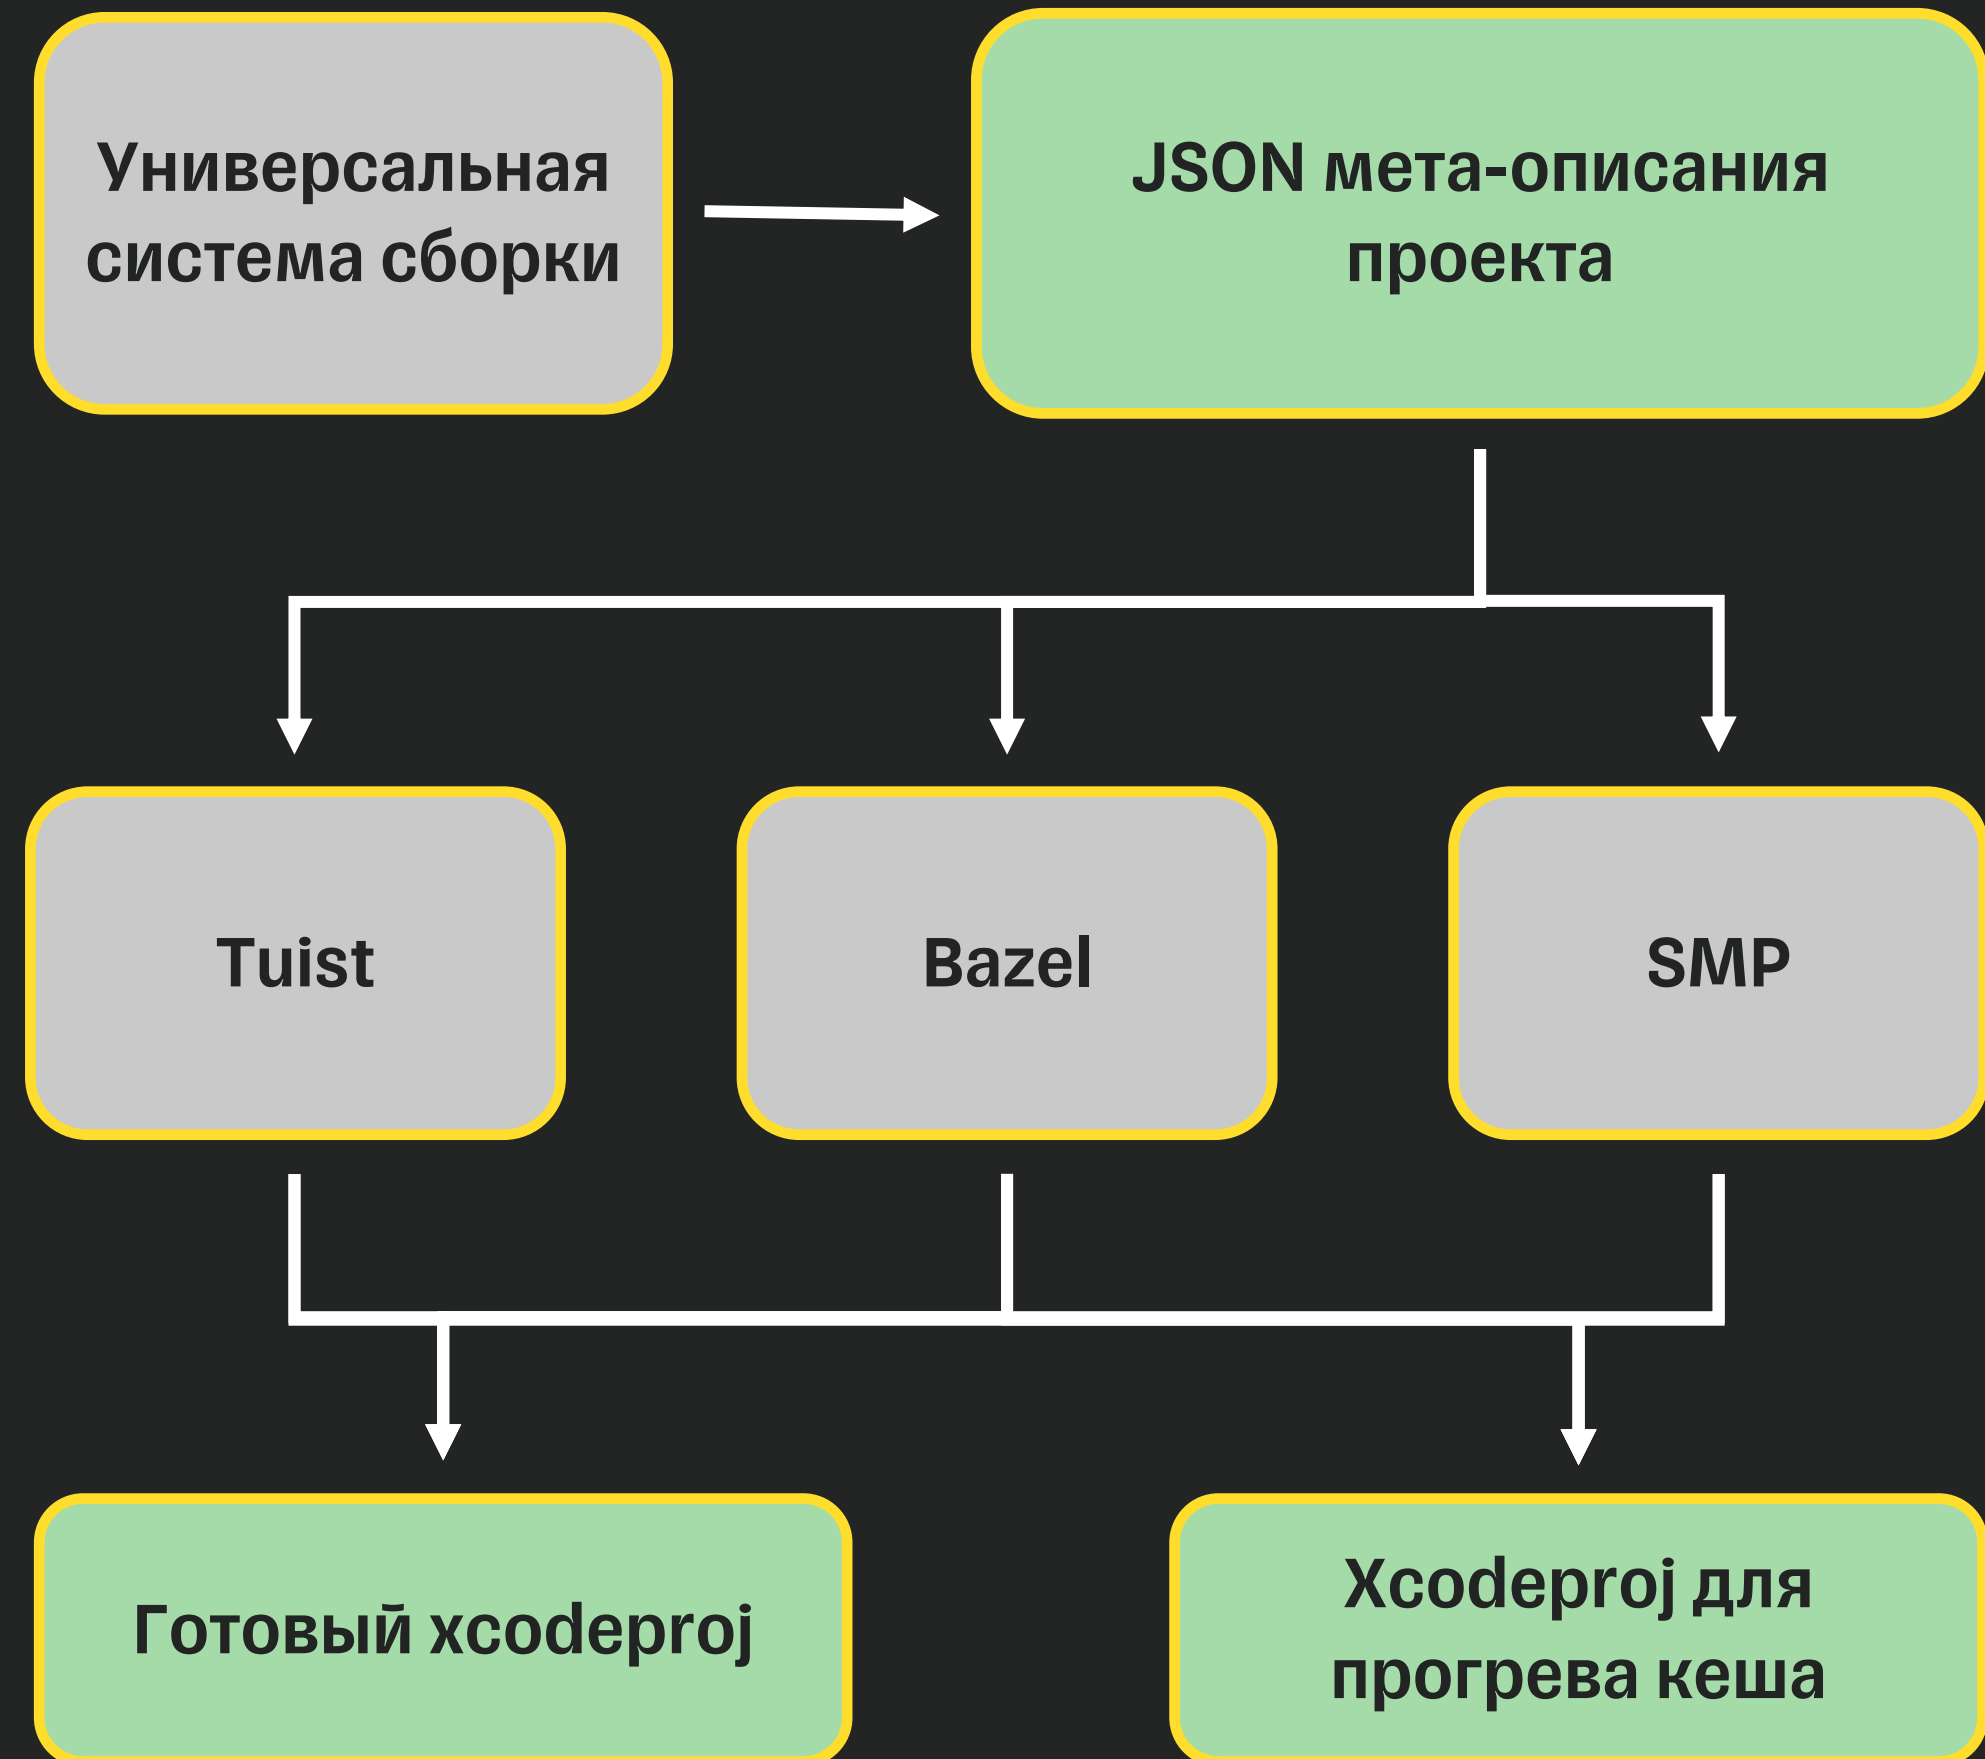 Универсальная
система сборки
JSON мета-описания
проекта
Tuist
Bazel
SMP
Готовый xcodeproj
Xcodeproj для
прогрева кеша